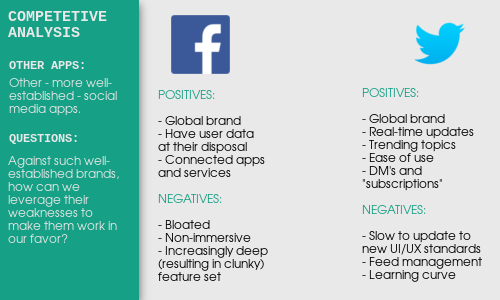 COMPETETIVE
ANALYSIS
OTHER APPS:
Other - more well-
established - social
media apps.
QUESTIONS:
Against such well-
established brands,
how can we
leverage their
weaknesses to
make them work in
our favor?
f
POSITIVES:
- Global brand
- Have user data
at their disposal
- Connected apps
and services
NEGATIVES:
- Bloated
- Non-immersive
- Increasingly deep
(resulting in clunky)
feature set
POSITIVES:
- Global brand
- Real-time updates
- Trending topics
- Ease of use
- DM's and
"subscriptions"
NEGATIVES:
- Slow to update to
new UI/UX standards
- Feed management
- Learning curve